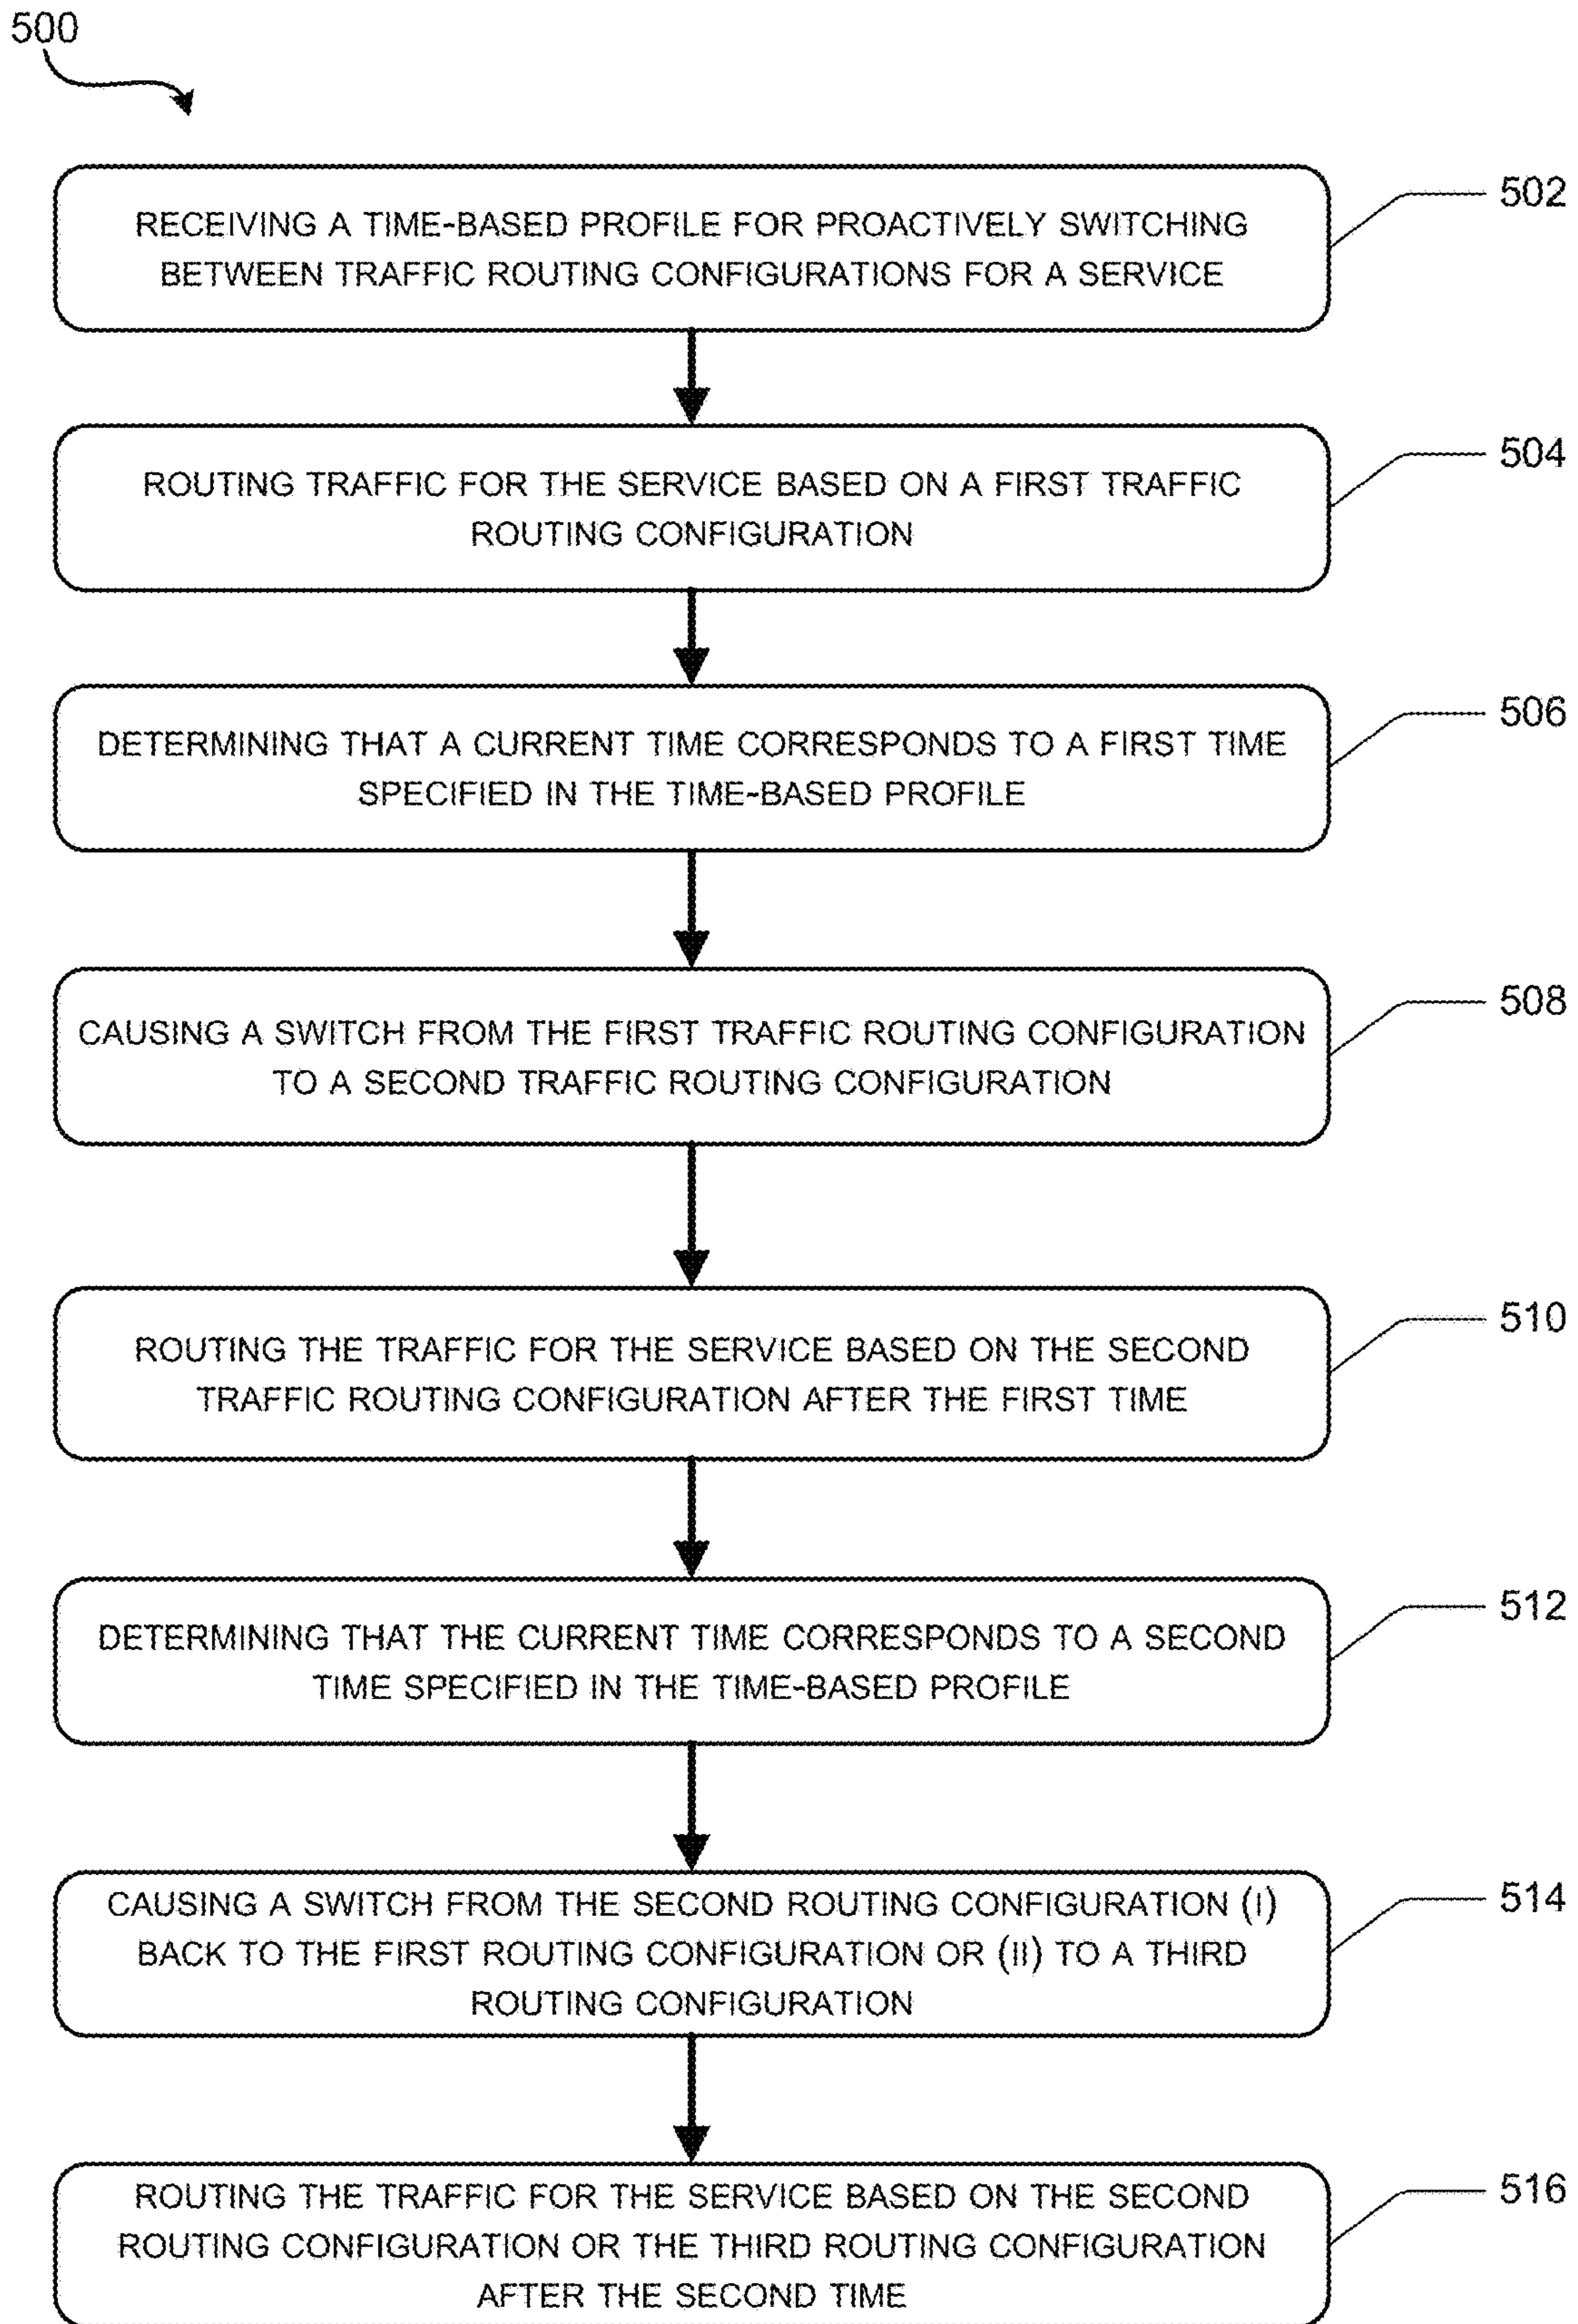 500
RECEIVING A TIME-BASED PROFILE FOR PROACTIVELY SWITCHING
BETWEEN TRAFFIC ROUTING CONFIGURATIONS FOR A SERVICE
502
ROUTING TRAFFIC FOR THE SERVICE BASED ON A FIRST TRAFFIC
ROUTING CONFIGURATION
504
DETERMINING THAT A CURRENT TIME CORRESPONDS TO A FIRST TIME
SPECIFIED IN THE TIME-BASED PROFILE
506
CAUSING A SWITCH FROM THE FIRST TRAFFIC ROUTING CONFIGURATION
TO A SECOND TRAFFIC ROUTING CONFIGURATION
508
ROUTING THE TRAFFIC FOR THE SERVICE BASED ON THE SECOND
TRAFFIC ROUTING CONFIGURATION AFTER THE FIRST TIME
510
DETERMINING THAT THE CURRENT TIME CORRESPONDS TO A SECOND
TIME SPECIFIED IN THE TIME-BASED PROFILE
512
CAUSING A SWITCH FROM THE SECOND ROUTING CONFIGURATION (I)
BACK TO THE FIRST ROUTING CONFIGURATION OR (II) TO A THIRD
ROUTING CONFIGURATION
514
ROUTING THE TRAFFIC FOR THE SERVICE BASED ON THE SECOND
ROUTING CONFIGURATION OR THE THIRD ROUTING CONFIGURATION
AFTER THE SECOND TIME
516